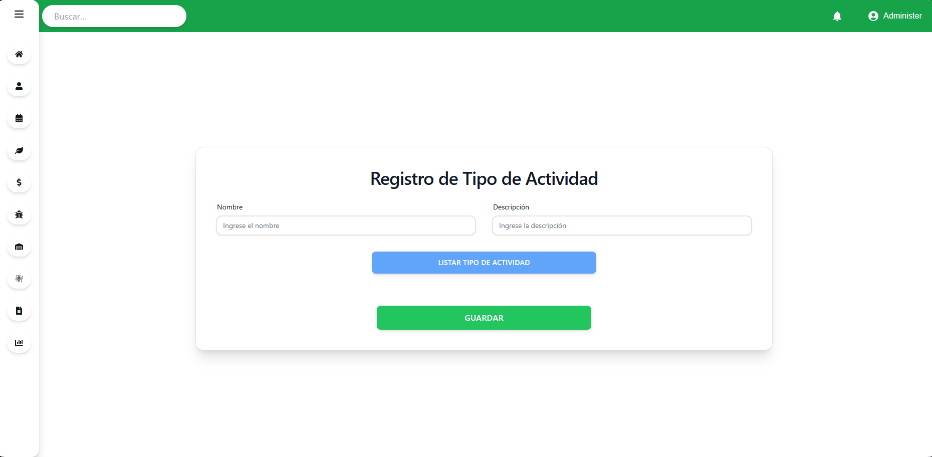 Buscar...
Administer
Registro de Tipo de Actividad
Nombre
Descripción
Ingrese el nombre
Ingrese la descripción
LISTAR TIPO DE ACTIVIDAD
GUARDAR